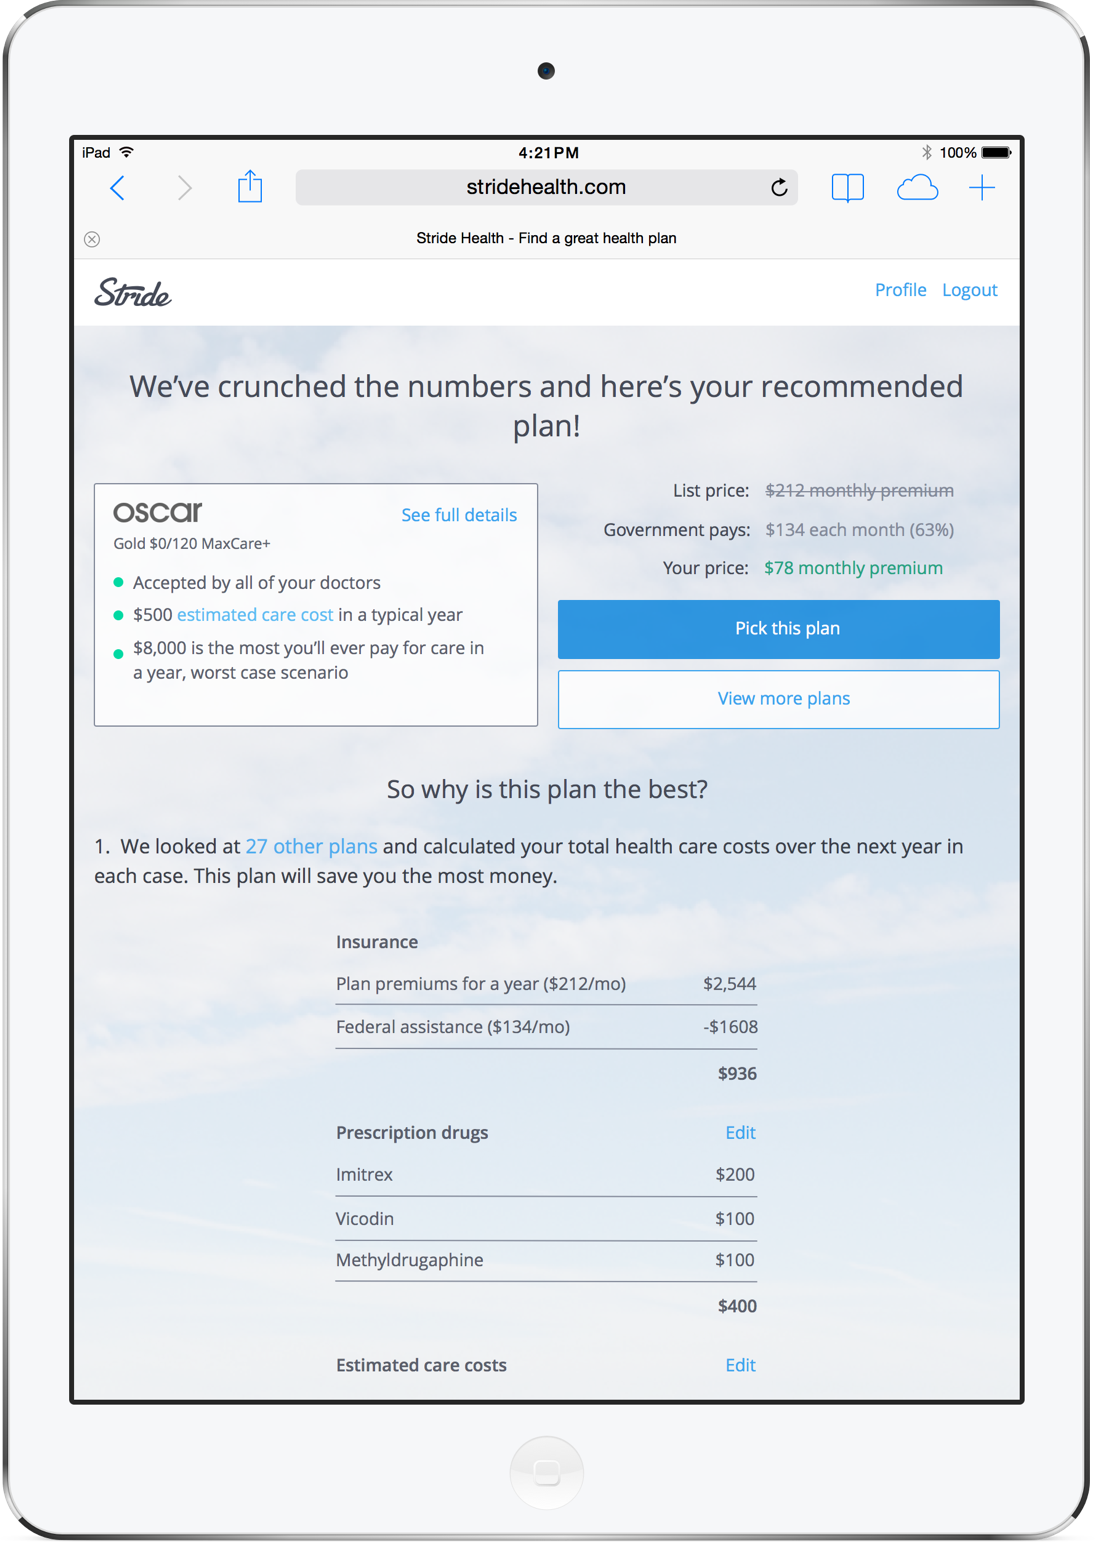 iPad
4:21PM
100%
stridehealth.com
Stride Health - Find a great health plan
Stride
Profile Logout
We've crunched the numbers and here's your recommended
plan!
oscar
See full details
Gold $0/120 MaxCare+
Accepted by all of your doctors
$500 estimated care cost in a typical year
$8,000 is the most you'll ever pay for care in
a year, worst case scenario
List price: $212 monthly premium
Government pays: $134 each month (63%)
Your price: $78 monthly premium
Pick this plan
View more plans
So why is this plan the best?
1. We looked at 27 other plans and calculated your total health care costs over the next year in
each case. This plan will save you the most money.
Insurance
Plan premiums for a year ($212/mo) $2,544
Federal assistance ($134/mo) -$1608
$936
Prescription drugs Edit
Imitrex $200
Vicodin $100
Methyldrugaphine $100
$400
Estimated care costs Edit